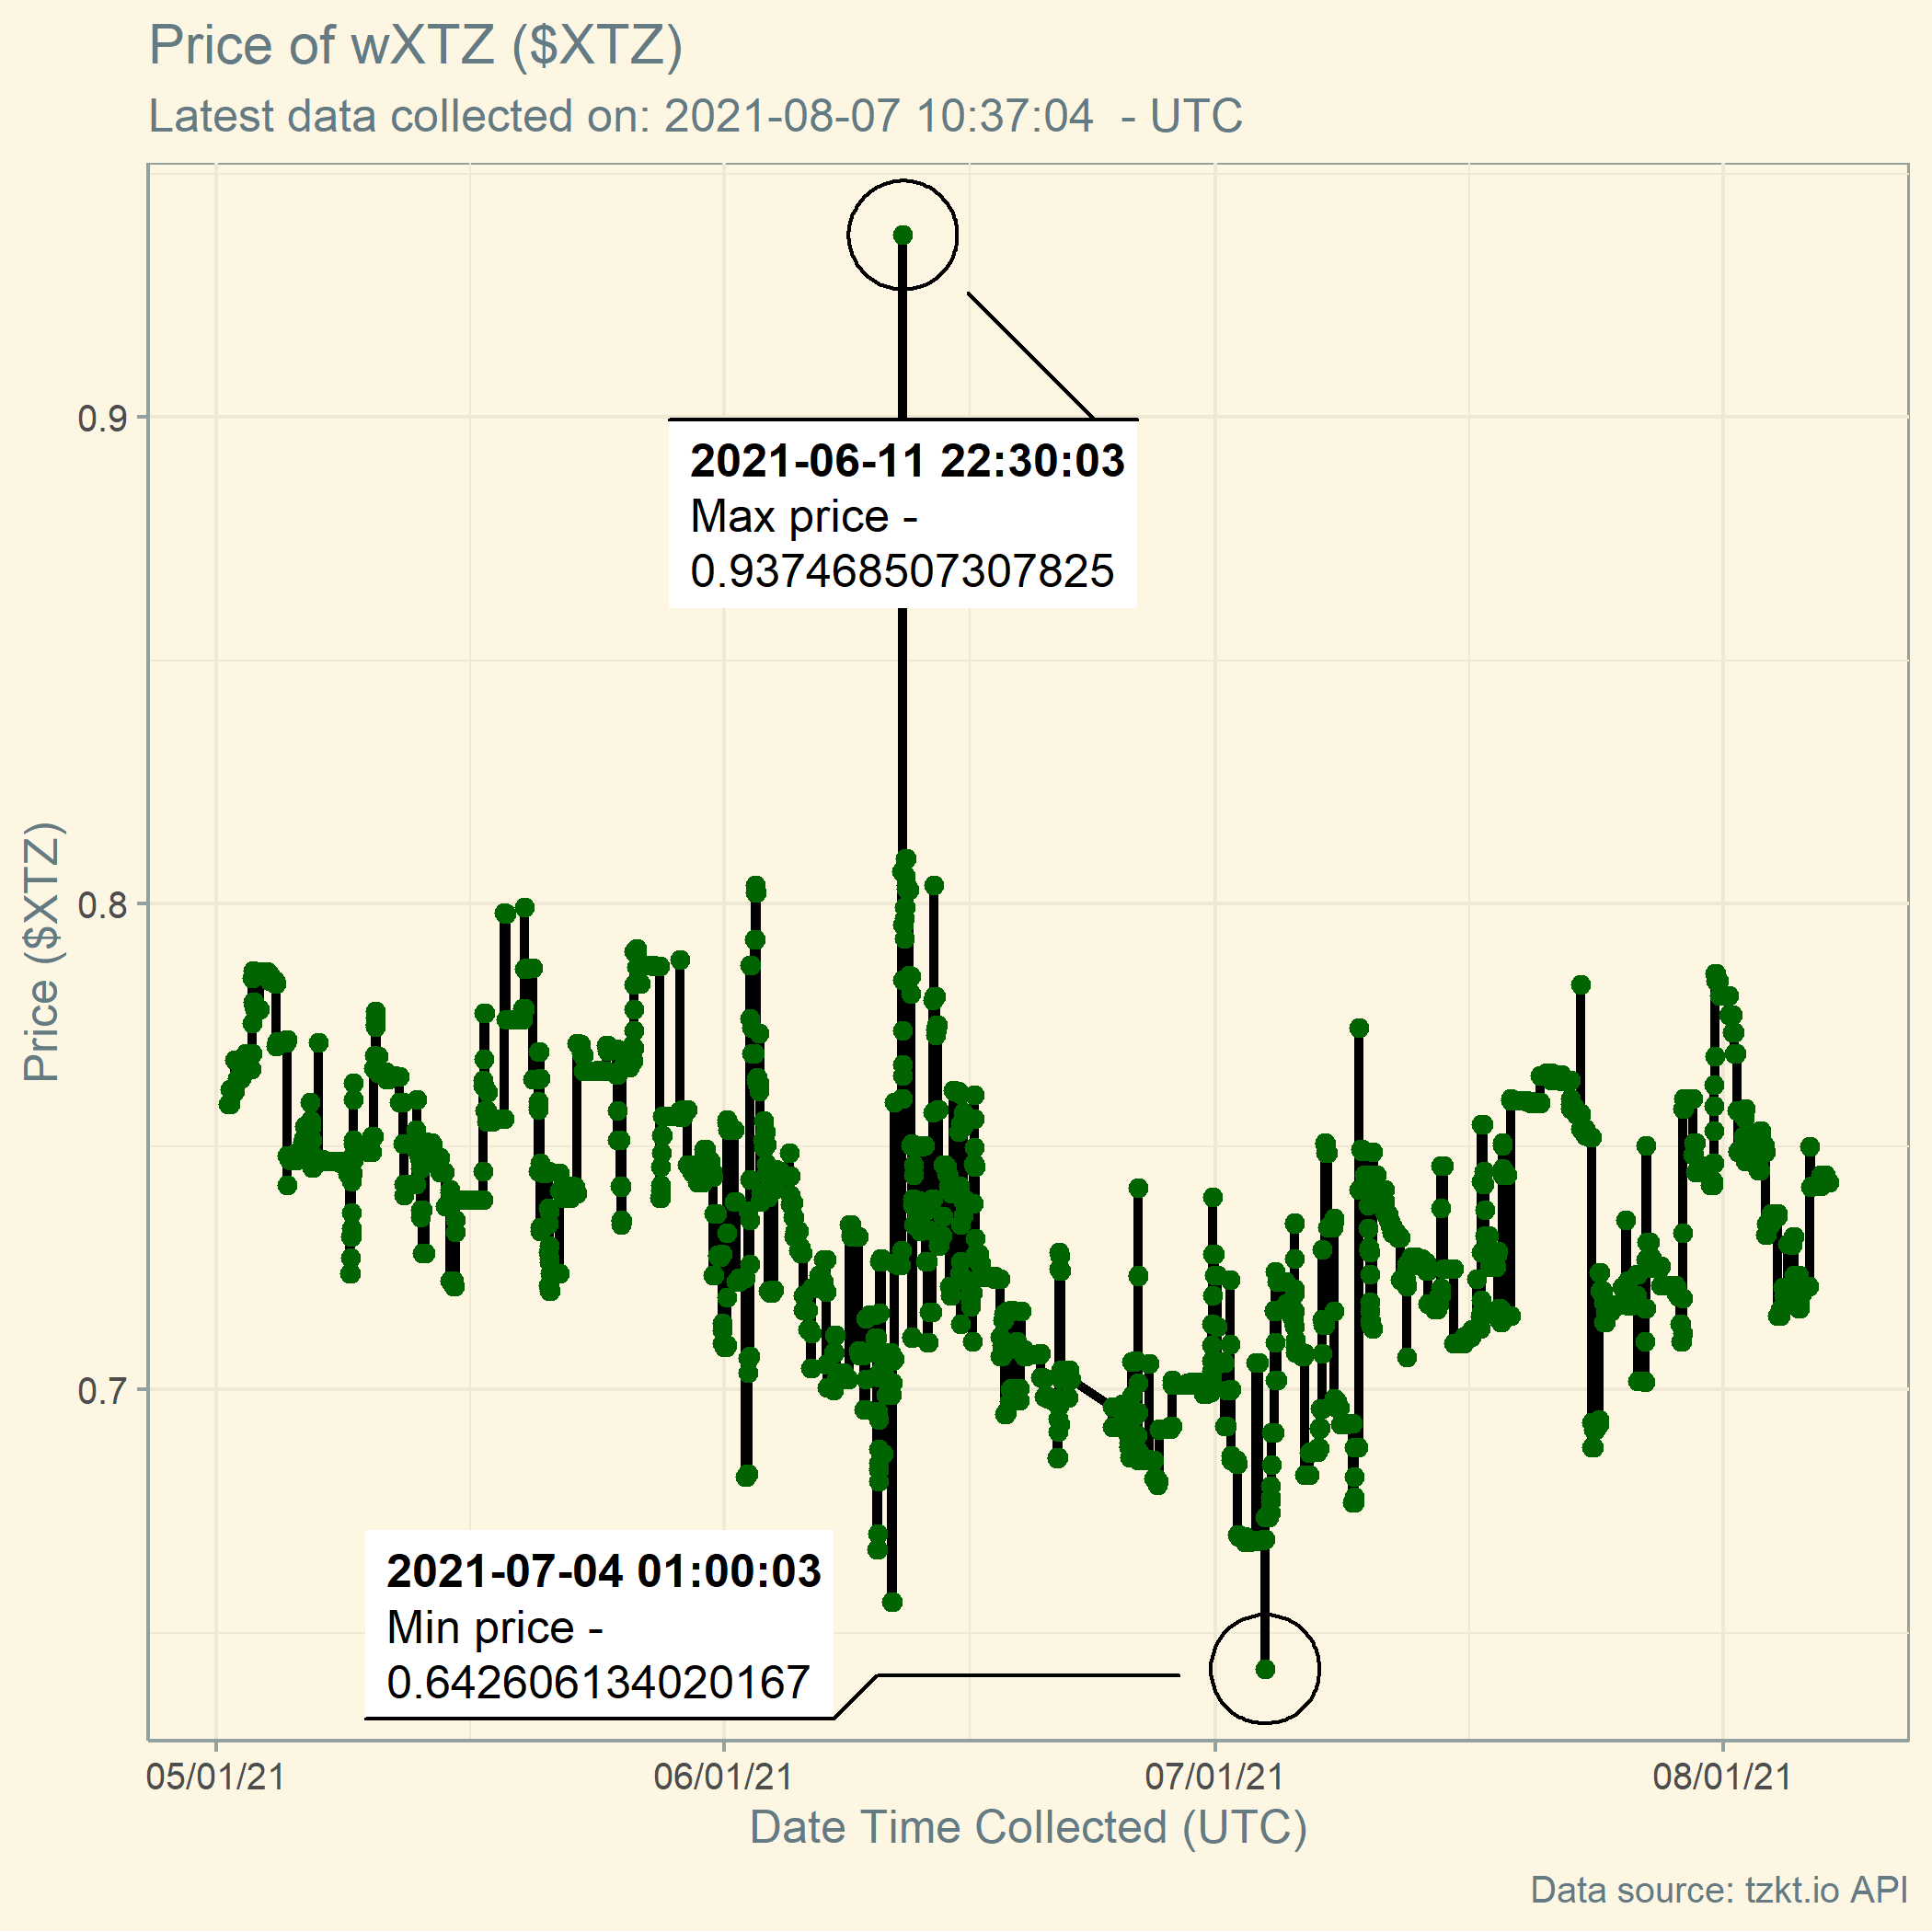 Price of wXTZ ($XTZ)
Latest data collected on: 2021-08-07 10:37:04  - UTC
Price ($XTZ)
0.9
0.8
0.7
2021-06-11 22:30:03
Max price -
0.937468507307825
2021-07-04 01:00:03
Min price -
0.642606134020167
05/01/21
06/01/21
07/01/21
08/01/21
Date Time Collected (UTC)
Data source: tzkt.io API